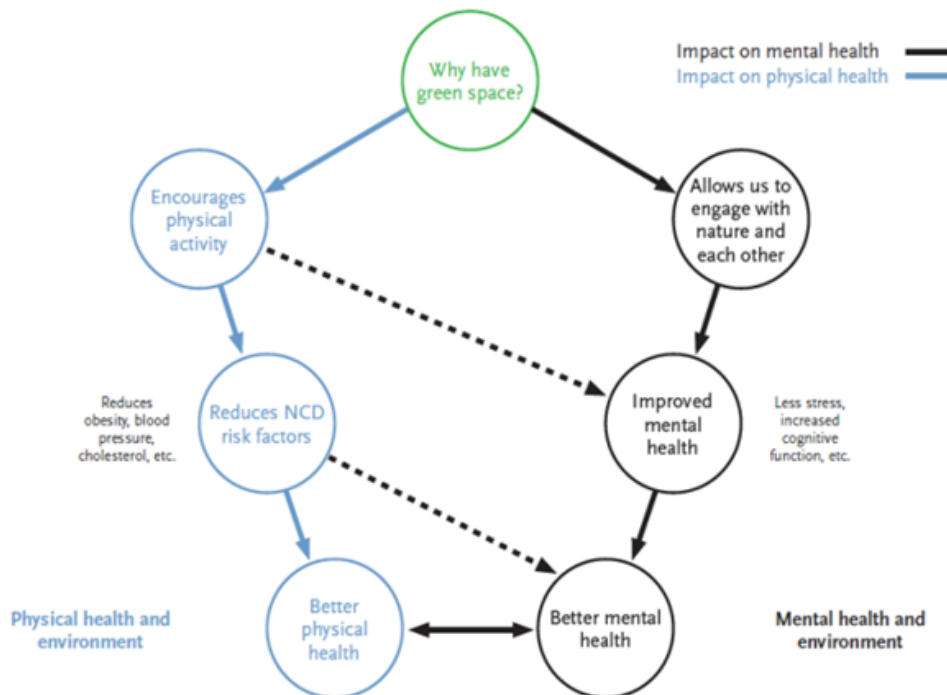 Why have
green space?
Impact on mental health
Impact on physical health
Encourages
physical
activity
Allows us to
engage with
nature and
each other
Reduces
obesity, blood
pressure,
cholesterol, etc.
Reduces NCD
risk factors
Improved
mental
health
Less stress,
increased
cognitive
function, etc.
Physical health and
environment
Better
physical
health
Better mental
health
Mental health and
environment